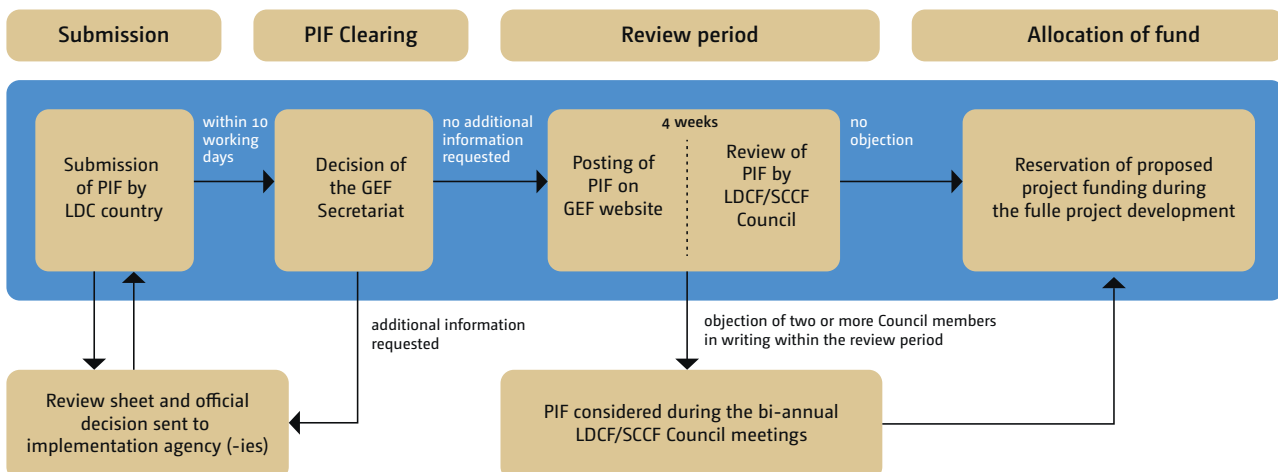 Submission
PIF Clearing
Review period
Allocation of fund
Submission
of PIF by
LDC country
within 10
working
days
Decision of
the GEF
Secretariat
no additional
information
requested
4 weeks
Posting of
PIF on
GEF website
Review of
PIF by
LDCF/SCCF
Council
no
objection
Reservation of proposed
project funding during
the fulle project development
additional information
requested
objection of two or more Council members
in writing within the review period
Review sheet and official
decision sent to
implementation agency (-ies)
PIF considered during the bi-annual
LDCF/SCCF Council meetings